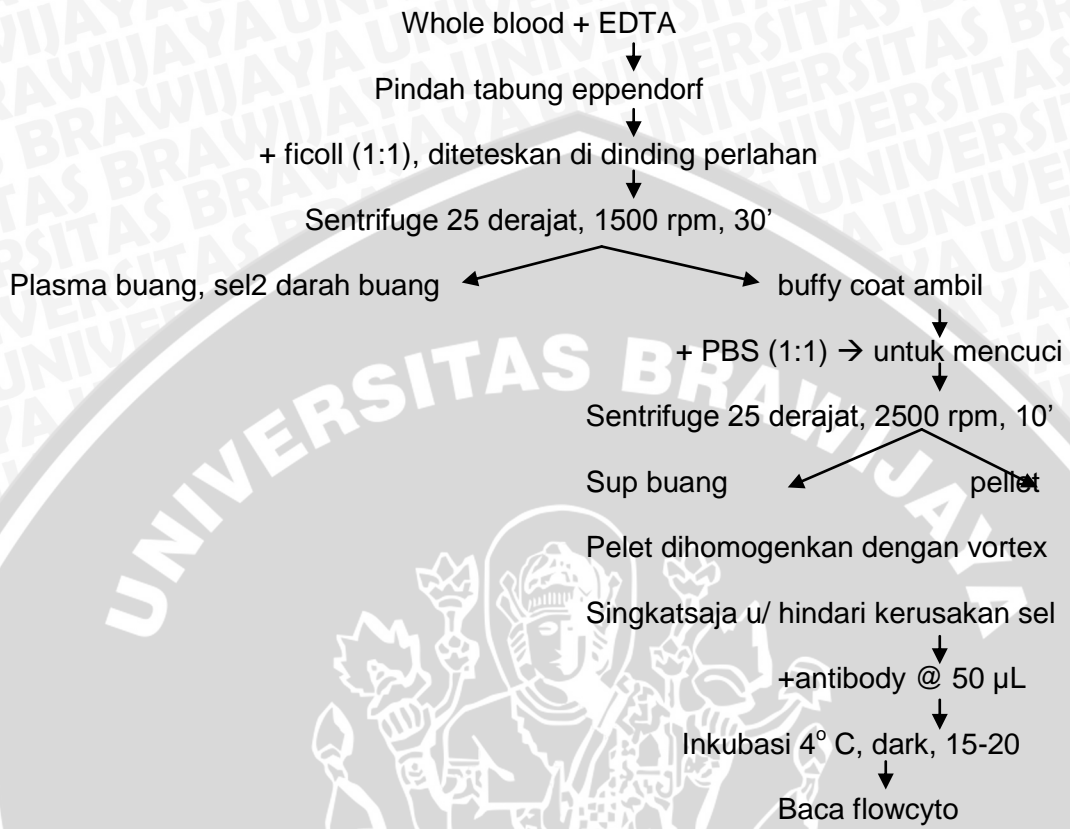 Whole blood + EDTA
Pindah tabung eppendorf
+ ficoll (1:1), diteteskan di dinding perlahan
Sentrifuge 25 derajat, 1500 rpm, 30’
Plasma buang, sel2 darah buang
buffy coat ambil
+ PBS (1:1) → untuk mencuci
Sentrifuge 25 derajat, 2500 rpm, 10’
Sup buang
pellet
Pelet dihomogenkan dengan vortex
Singkatsaja u/ hindari kerusakan sel
+antibody @ 50 µL
Inkubasi 4° C, dark, 15-20
Baca flowcyto
UNIVERSITAS BRAWIJAYA